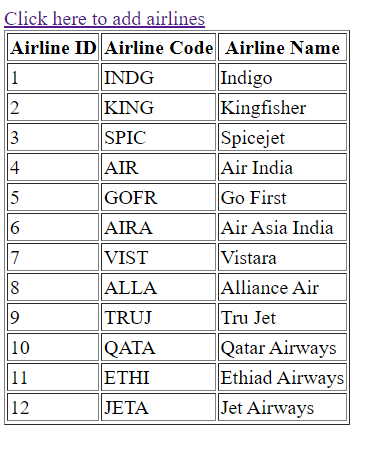 Click here to add airlines
Airline ID Airline Code Airline Name
1 INDG Indigo
2 KING Kingfisher
3 SPIC Spicejet
4 AIR Air India
5 GOFR Go First
6 AIRA Air Asia India
7 VIST Vistara
8 ALLA Alliance Air
9 TRUJ Tru Jet
10 QATA Qatar Airways
11 ETHI Ethiad Airways
12 JETA Jet Airways